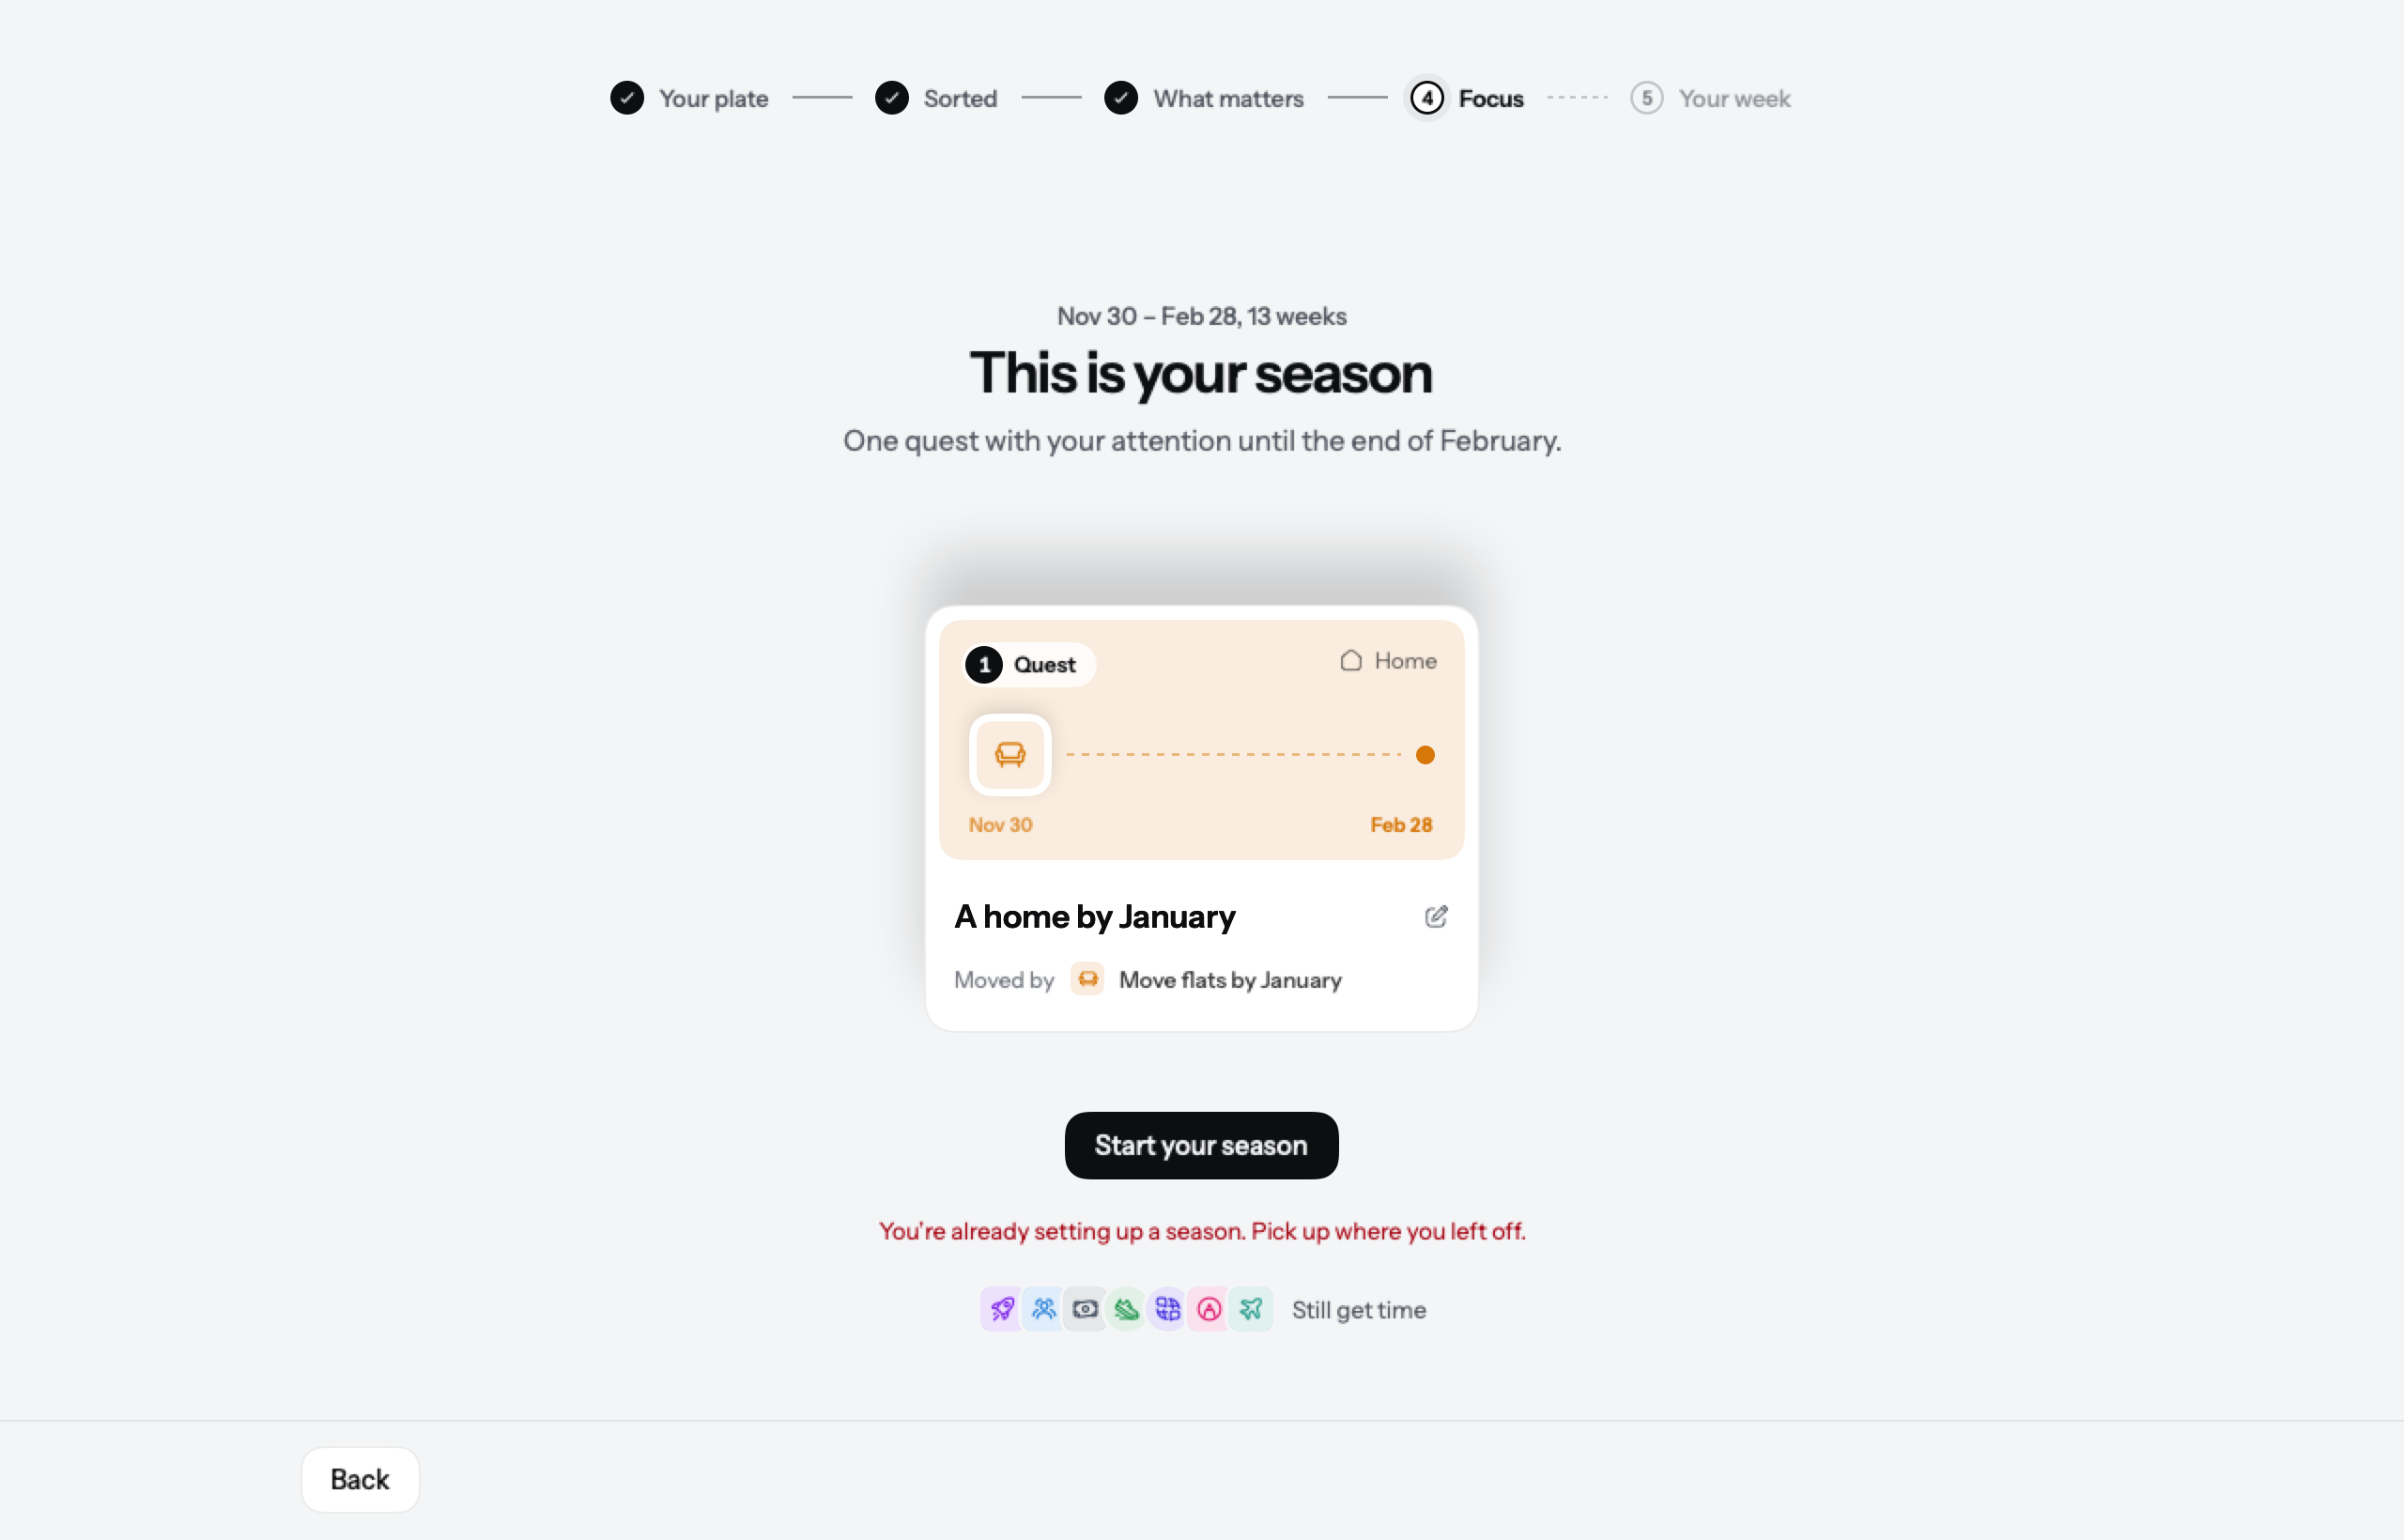 Your plate
Sorted
What matters
4 Focus
5 Your week
Nov 30 – Feb 28, 13 weeks
This is your season
One quest with your attention until the end of February.
1 Quest
Home
Nov 30
Feb 28
A home by January
Moved by Move flats by January
Start your season
You're already setting up a season. Pick up where you left off.
Still get time
Back